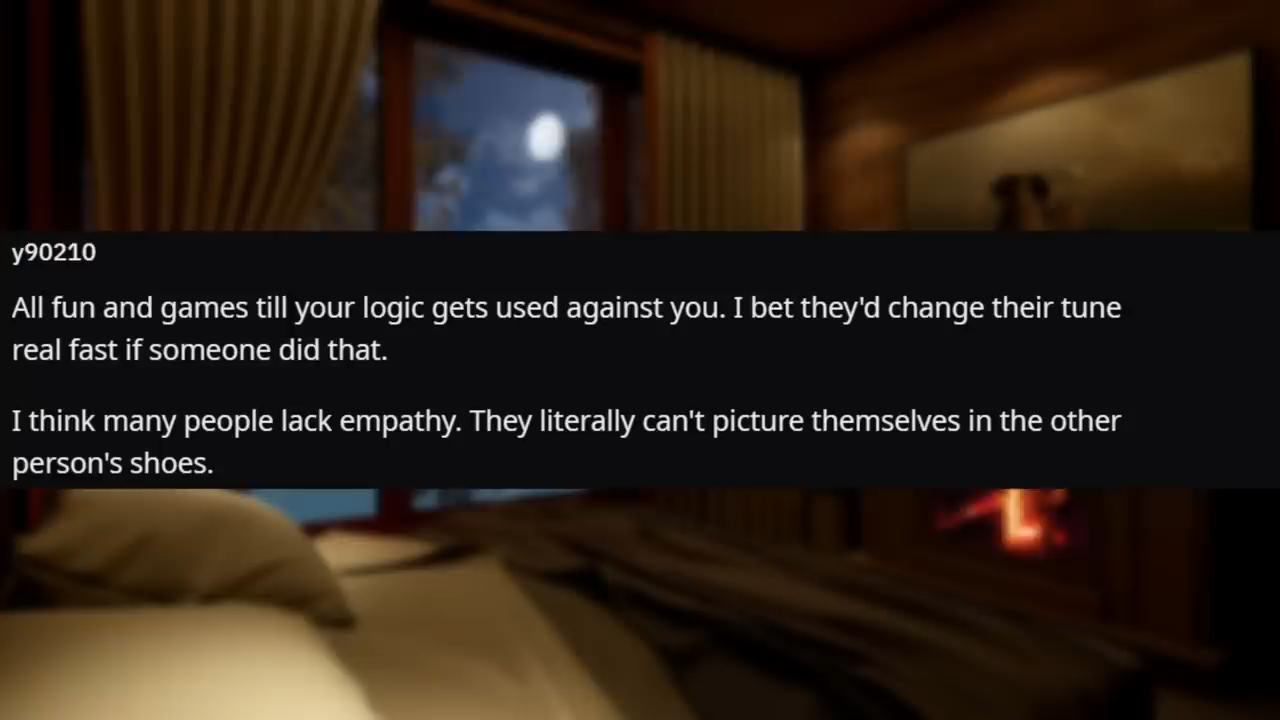 y90210
All fun and games till your logic gets used against you. I bet they'd change their tune
real fast if someone did that.
I think many people lack empathy. They literally can't picture themselves in the other
person's shoes.